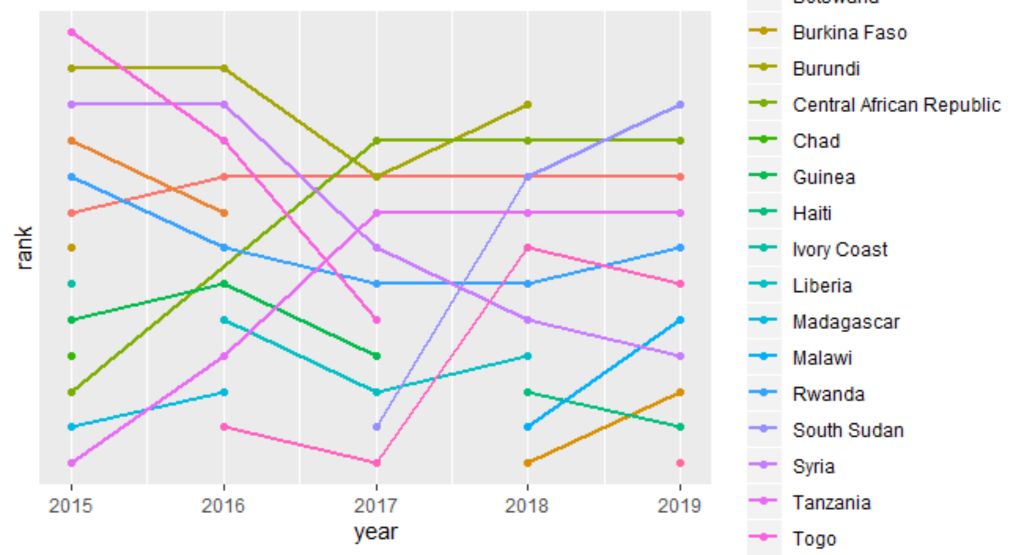 rank
2015 2016 2017 2018 2019
year
Burkina Faso
Burundi
Central African Republic
Chad
Guinea
Haiti
Ivory Coast
Liberia
Madagascar
Malawi
Rwanda
South Sudan
Syria
Tanzania
Togo